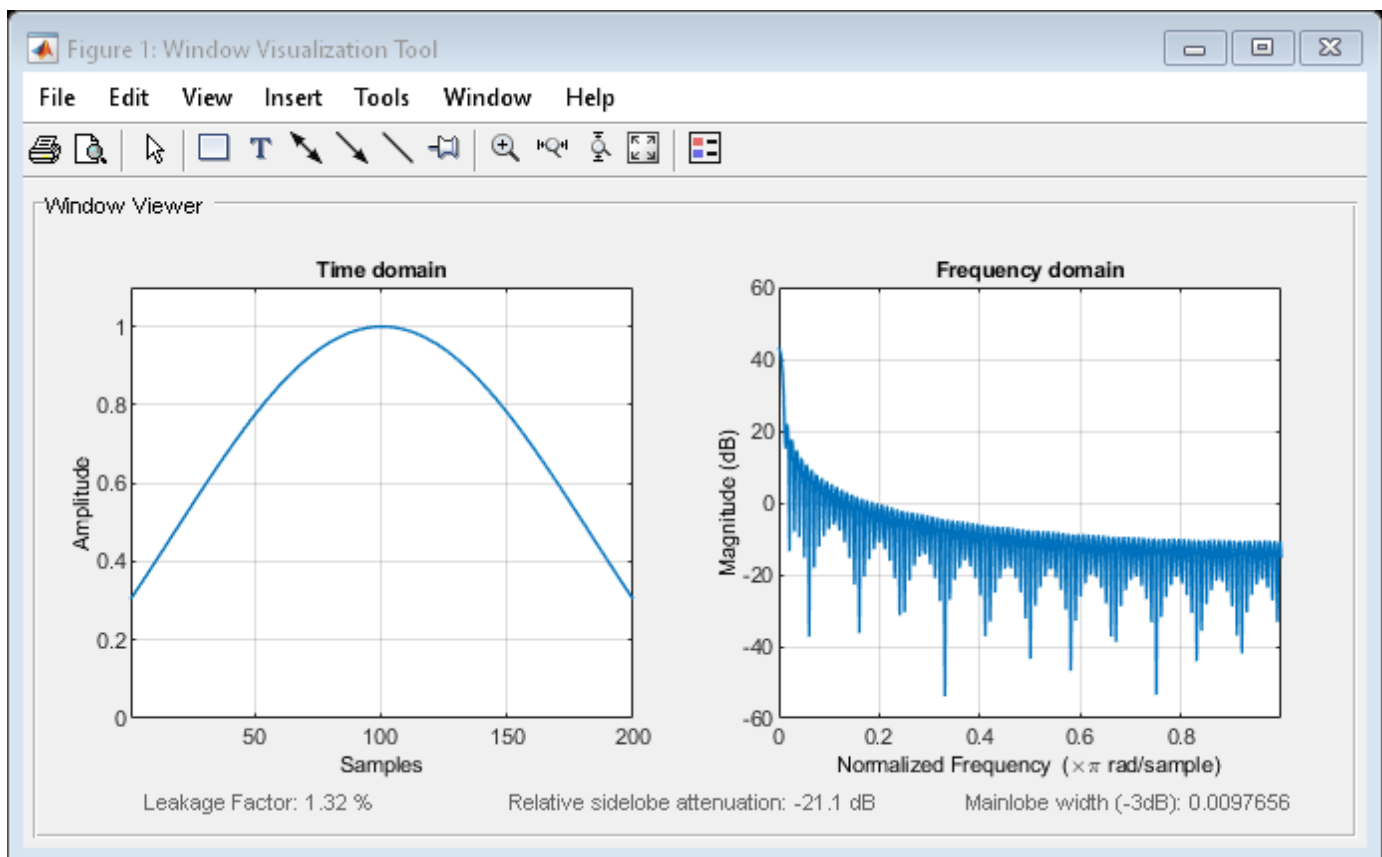 Figure 1: Window Visualization Tool
File Edit View Insert Tools Window Help
T
Window Viewer
Time domain
1
0.8
0.6
0.4
0.2
0
Amplitude
50 100 150 200
Samples
Frequency domain
60
40
20
0
-20
-40
-60
Magnitude (dB)
0 0.2 0.4 0.6 0.8
Normalized Frequency (×π rad/sample)
Leakage Factor: 1.32 % Relative sidelobe attenuation: -21.1 dB Mainlobe width (-3dB): 0.0097656